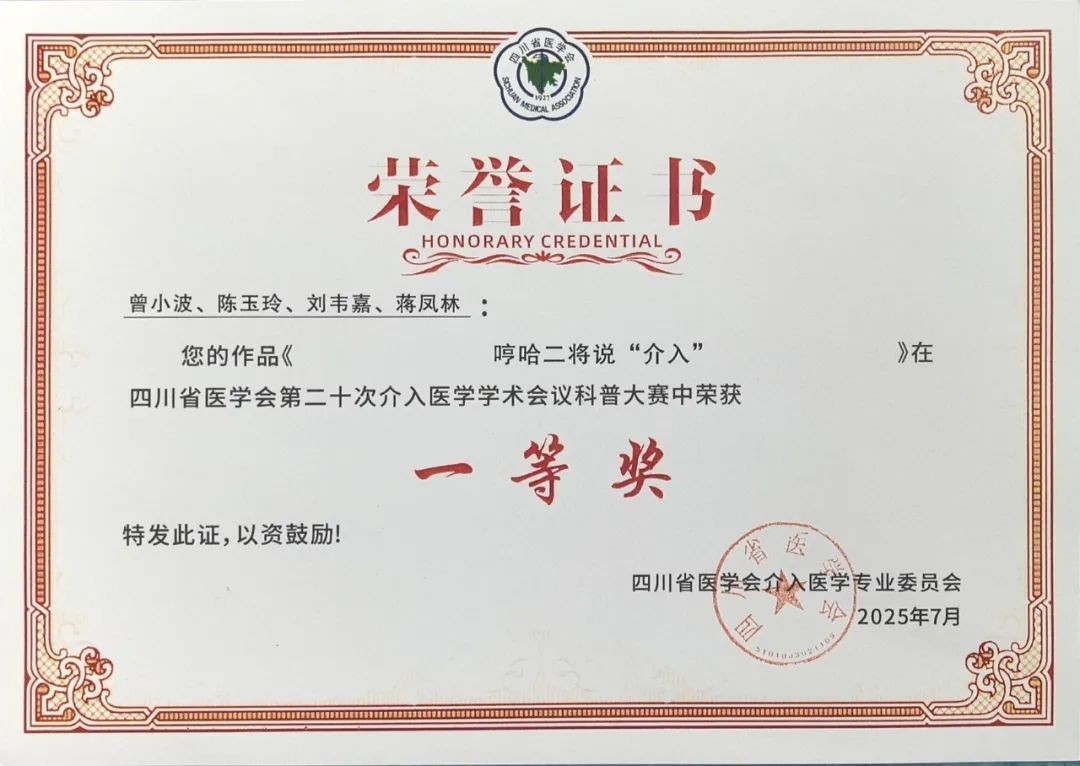 四川省医学会
1927
SICHUAN MEDICAL ASSOCIATION
荣誉证书
HONORARY CREDENTIAL
曾小波、陈玉玲、刘韦嘉、蒋凤林：
您的作品《哼哈二将说“介入”》在
四川省医学会第二十次介入医学学术会议科普大赛中荣获
一等奖
特发此证，以资鼓励!
四川省医学会介入医学专业委员会
2025年7月
四川省医学会